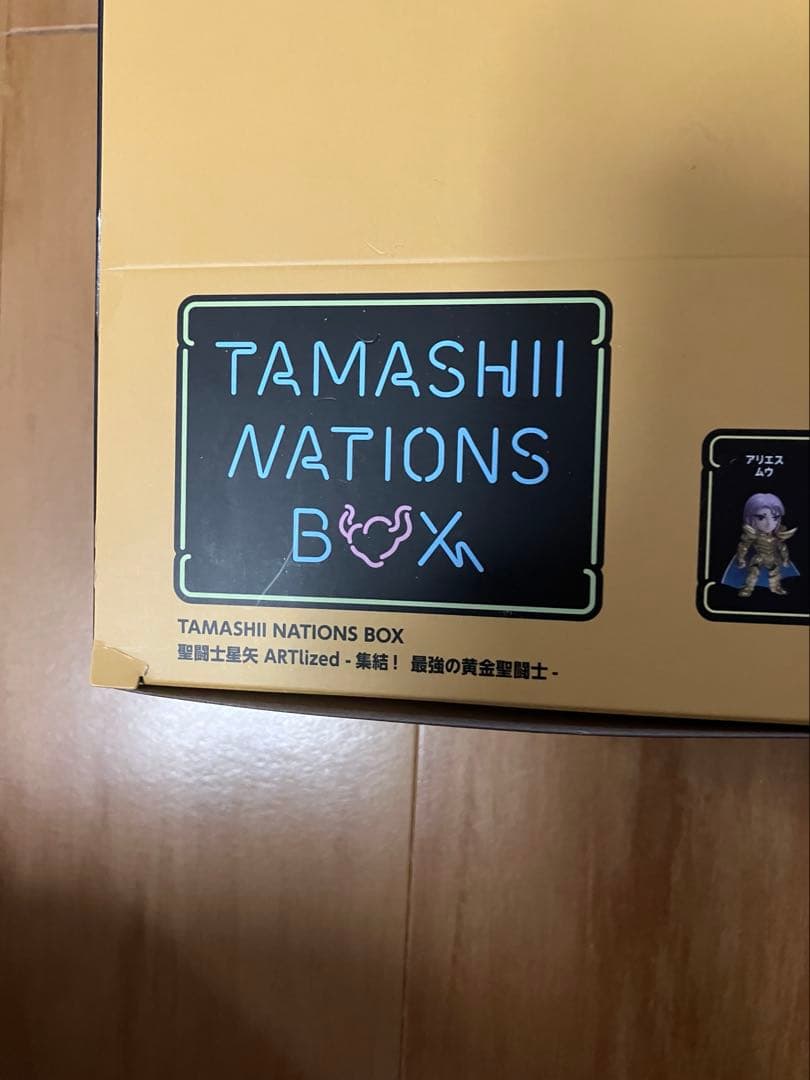 TAMASHII
NATIONS
BOX
アリエス
ムウ
TAMASHII NATIONS BOX
聖闘士星矢 ARTlized - 集結! 最強の黄金聖闘士 -